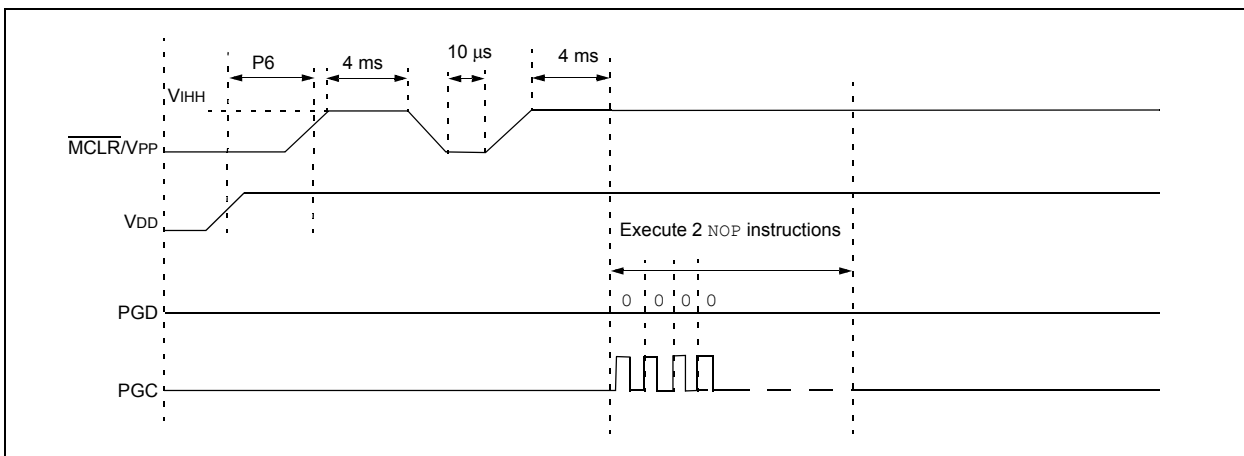 P6
4 ms
10 μs
4 ms
VIHH
MCLR/VPP
VDD
Execute 2 NOP instructions
0 0 0 0
PGD
PGC